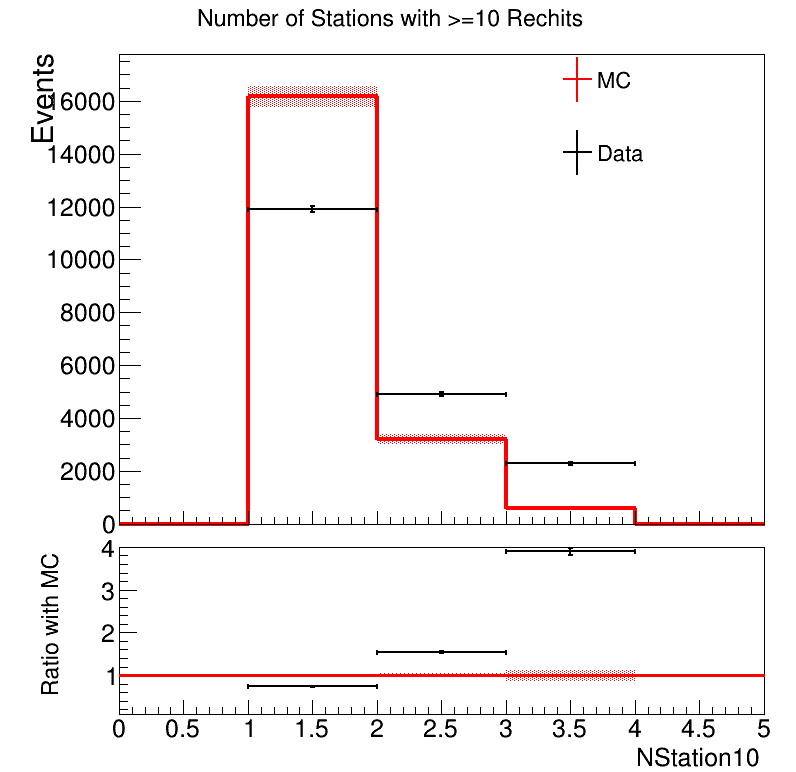 Number of Stations with >=10 Rechits
Events
16000
14000
12000
10000
8000
6000
4000
2000
0
MC
Data
Ratio with MC
4
3
2
1
0 0.5 1 1.5 2 2.5 3 3.5 4 4.5 5
NStation10